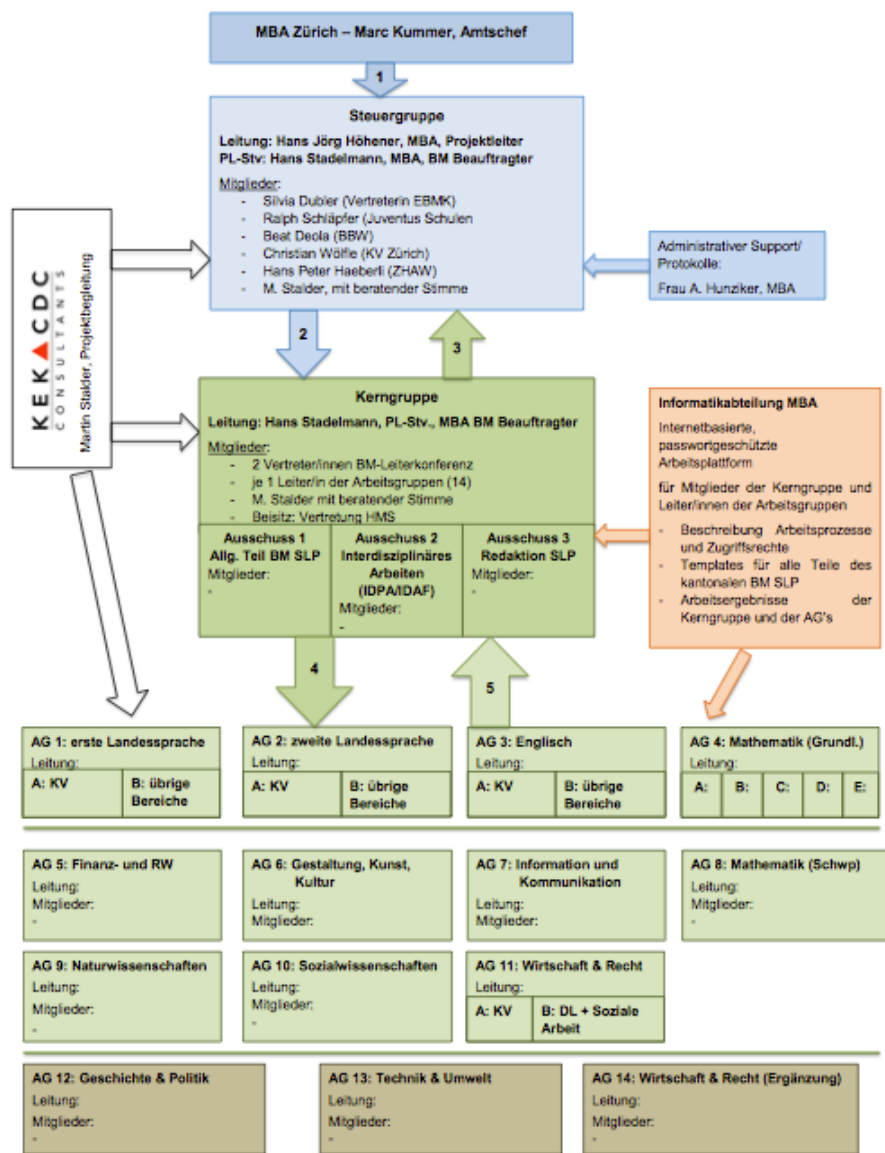 MBA Zürich – Marc Kummer, Amtschef
1
Steuergruppe
Leitung: Hans Jörg Höhener, MBA, Projektleiter
PL-Stv: Hans Stadelmann, MBA, BM Beauftragter
Mitglieder:
- Silvia Dubler (Vertreterin EBMK)
- Ralph Schläpfer (Juventus Schulen
- Beat Deola (BBW)
- Christian Wölfle (KV Zürich)
- Hans Peter Haeberli (ZHAW)
- M. Stalder, mit beratender Stimme
KEK CDC
CONSULTANTS
Martin Stalder, Projektbegleitung
Administrativer Support/
Protokolle:
Frau A. Hunziker, MBA
2
3
Kerngruppe
Leitung: Hans Stadelmann, PL-Stv., MBA BM Beauftragter
Mitglieder:
- 2 Vertreter/innen BM-Leiterkonferenz
- je 1 Leiter/in der Arbeitsgruppen (14)
- M. Stalder mit beratender Stimme
- Beisitz: Vertretung HMS
Ausschuss 1
Allg. Teil BM SLP
Mitglieder:
-
Ausschuss 2
Interdisziplinäres
Arbeiten
(IDPA/IDAF)
Mitglieder:
-
Ausschuss 3
Redaktion SLP
Mitglieder:
-
Informatikabteilung MBA
Internetbasierte,
passwortgeschützte
Arbeitsplattform
für Mitglieder der Kerngruppe und
Leiter/innen der Arbeitsgruppen
- Beschreibung Arbeitsprozesse
und Zugriffsrechte
- Templates für alle Teile des
kantonalen BM SLP
- Arbeitsergebnisse der
Kerngruppe und der AG's
4
5
AG 1: erste Landessprache
Leitung:
A: KV
B: übrige
Bereiche
AG 2: zweite Landessprache
Leitung:
A: KV
B: übrige
Bereiche
AG 3: Englisch
Leitung:
A: KV
B: übrige
Bereiche
AG 4: Mathematik (Grundl.)
Leitung:
A: B: C: D: E:
AG 5: Finanz- und RW
Leitung:
Mitglieder:
-
AG 6: Gestaltung, Kunst,
Kultur
Leitung:
Mitglieder:
AG 7: Information und
Kommunikation
Leitung:
Mitglieder:
AG 8: Mathematik (Schwp)
Leitung:
Mitglieder:
-
AG 9: Naturwissenschaften
Leitung:
Mitglieder:
-
AG 10: Sozialwissenschaften
Leitung:
Mitglieder:
-
AG 11: Wirtschaft & Recht
Leitung:
A: KV
B: DL + Soziale
Arbeit
AG 12: Geschichte & Politik
Leitung:
Mitglieder:
-
AG 13: Technik & Umwelt
Leitung:
Mitglieder:
-
AG 14: Wirtschaft & Recht (Ergänzung)
Leitung:
Mitglieder:
-